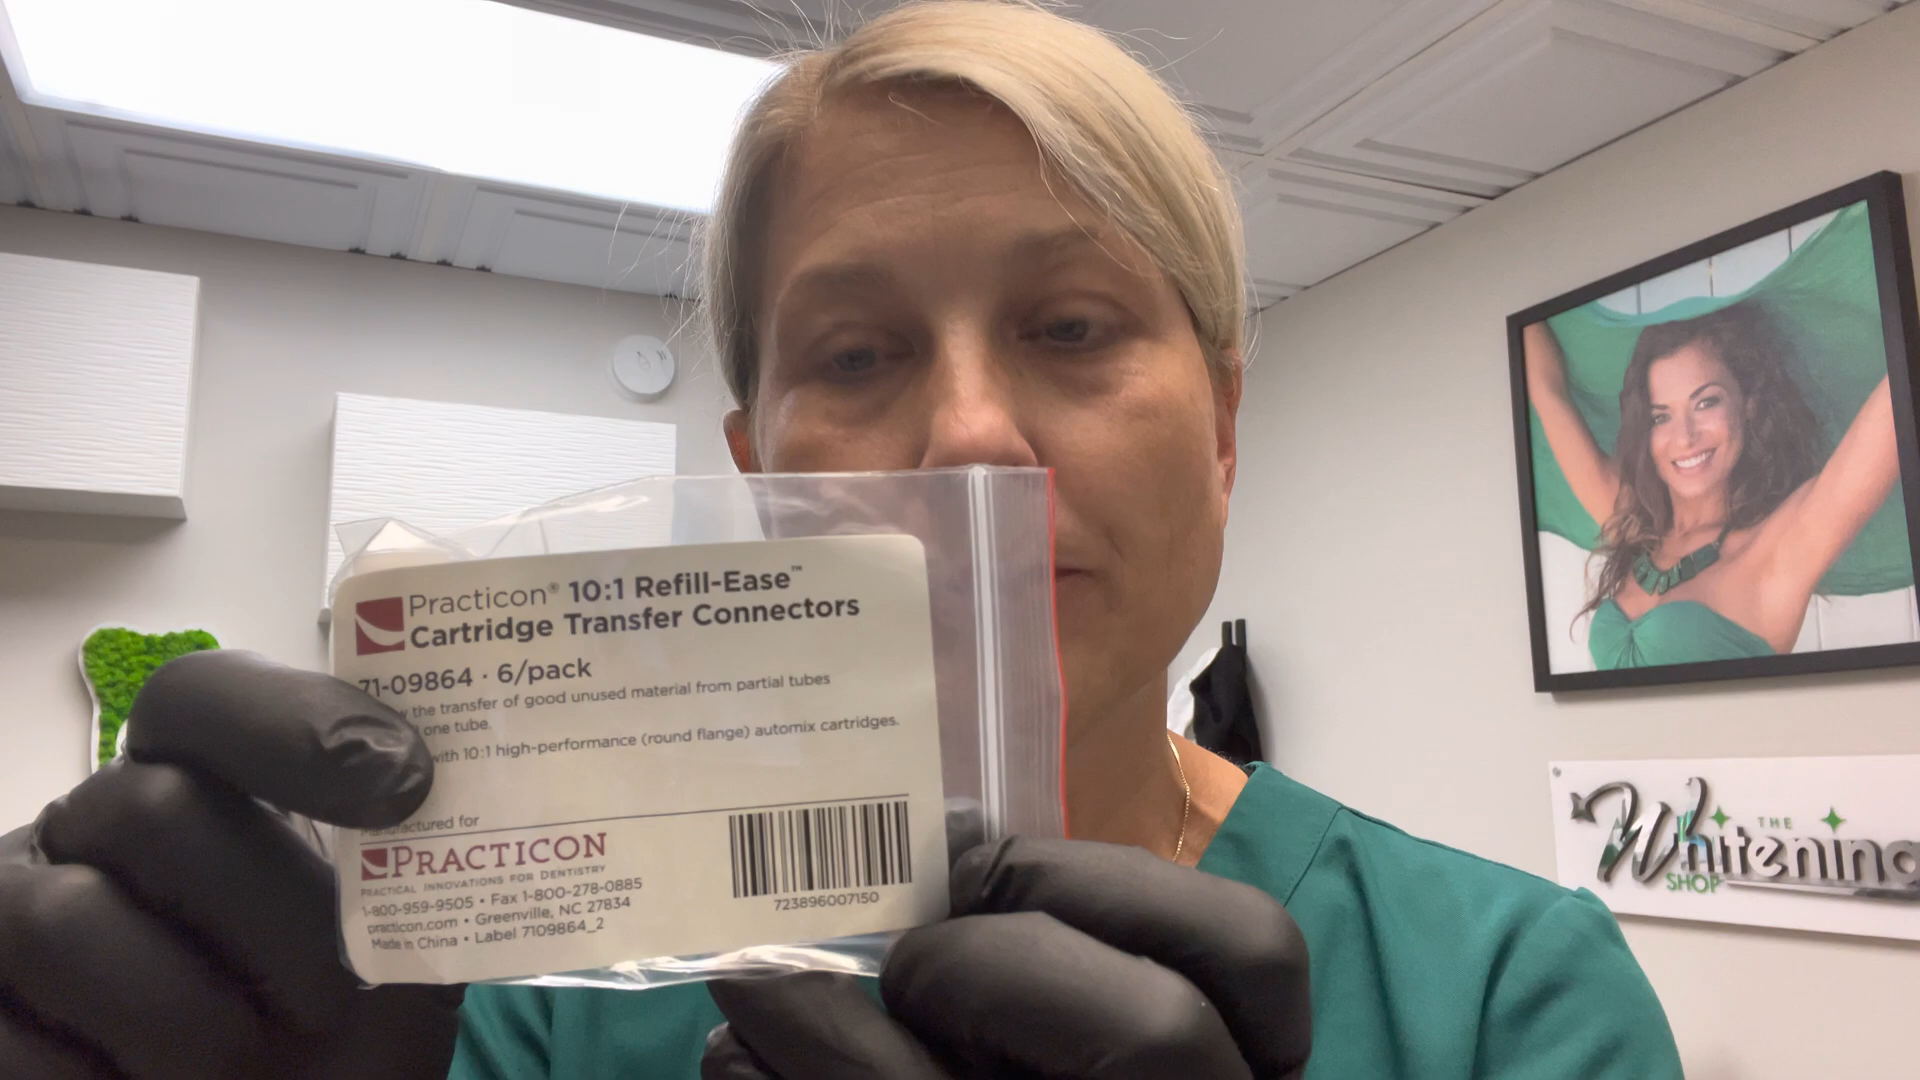 Practicon® 10:1 Refill-Ease™
Cartridge Transfer Connectors
71-09864 · 6/pack
the transfer of good unused material from partial tubes
one tube.
with 10:1 high-performance (round flange) automix cartridges.
Manufactured for
PRACTICON
PRACTICAL INNOVATIONS FOR DENTISTRY
1-800-959-9505 • Fax 1-800-278-0885
practicon.com • Greenville, NC 27834
Made in China • Label 7109864_2
723896007150
THE
Whitening
SHOP